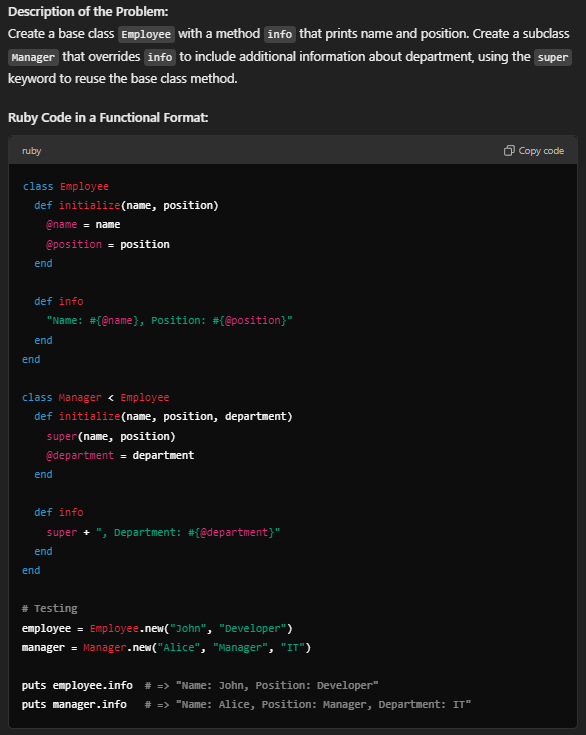 Description of the Problem:
Create a base class Employee with a method info that prints name and position. Create a subclass
Manager that overrides info to include additional information about department, using the super
keyword to reuse the base class method.
Ruby Code in a Functional Format:
ruby
Copy code
class Employee
  def initialize(name, position)
    @name = name
    @position = position
  end

  def info
    "Name: #{@name}, Position: #{@position}"
  end
end

class Manager < Employee
  def initialize(name, position, department)
    super(name, position)
    @department = department
  end

  def info
    super + ", Department: #{@department}"
  end
end

# Testing
employee = Employee.new("John", "Developer")
manager = Manager.new("Alice", "Manager", "IT")

puts employee.info  # => "Name: John, Position: Developer"
puts manager.info   # => "Name: Alice, Position: Manager, Department: IT"